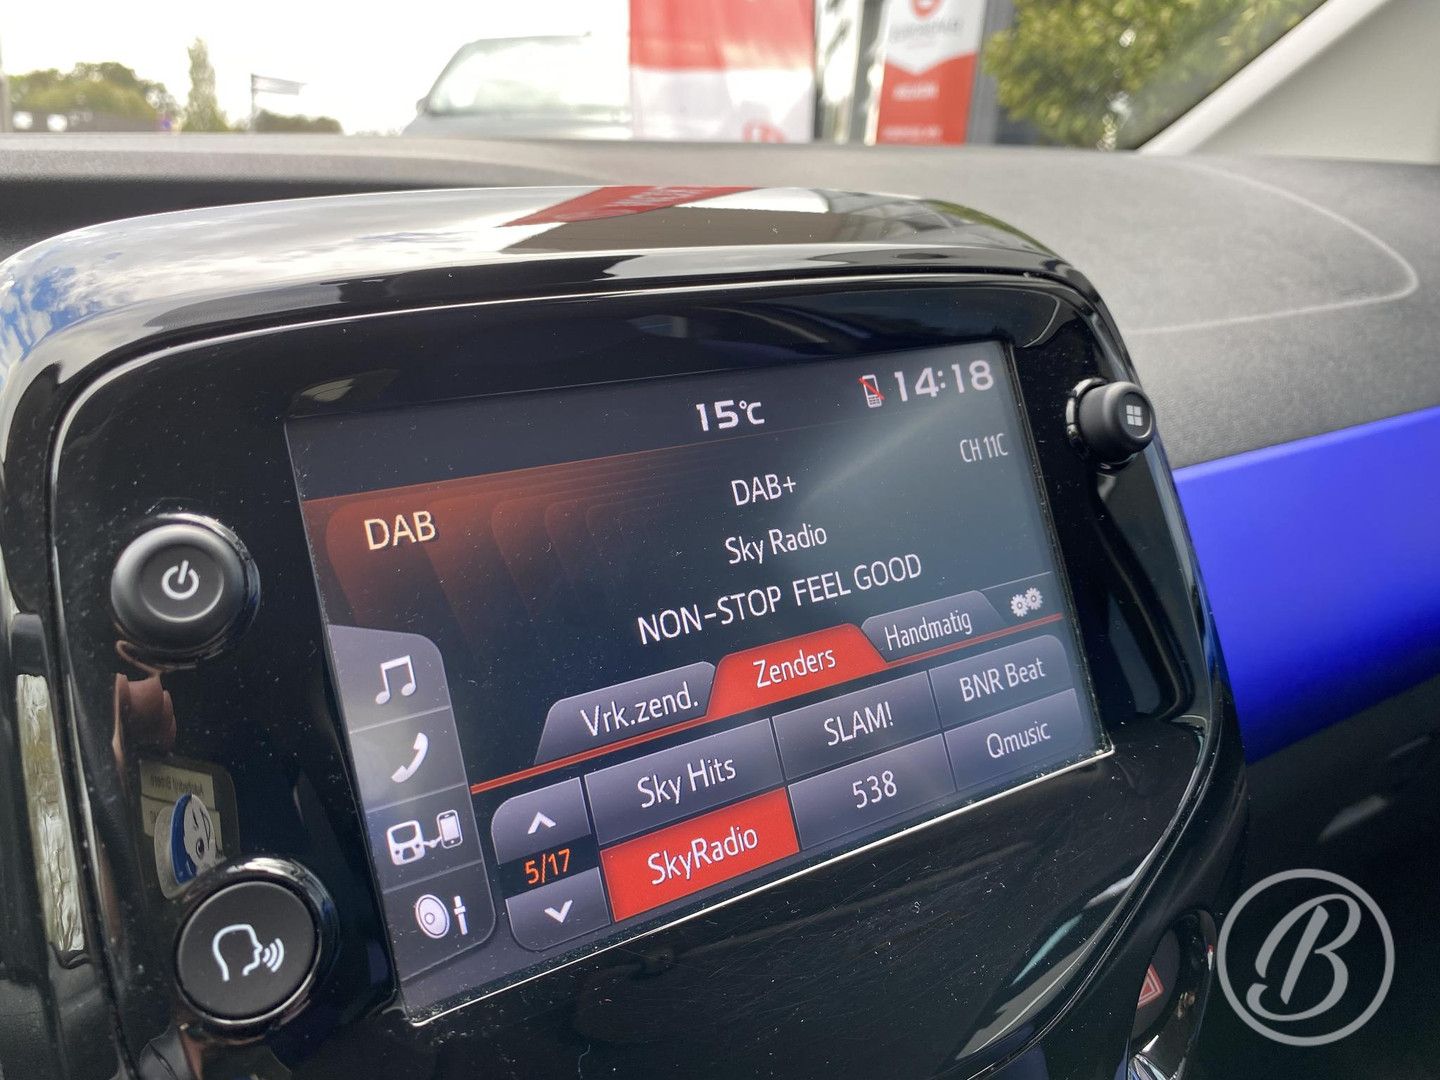 15°C
14:18
CH 11C
DAB
DAB+
Sky Radio
NON-STOP FEEL GOOD
Vrk.zend.
Zenders
Handmatig
Sky Hits
SLAM!
BNR Beat
5/17
SkyRadio
538
Qmusic
B